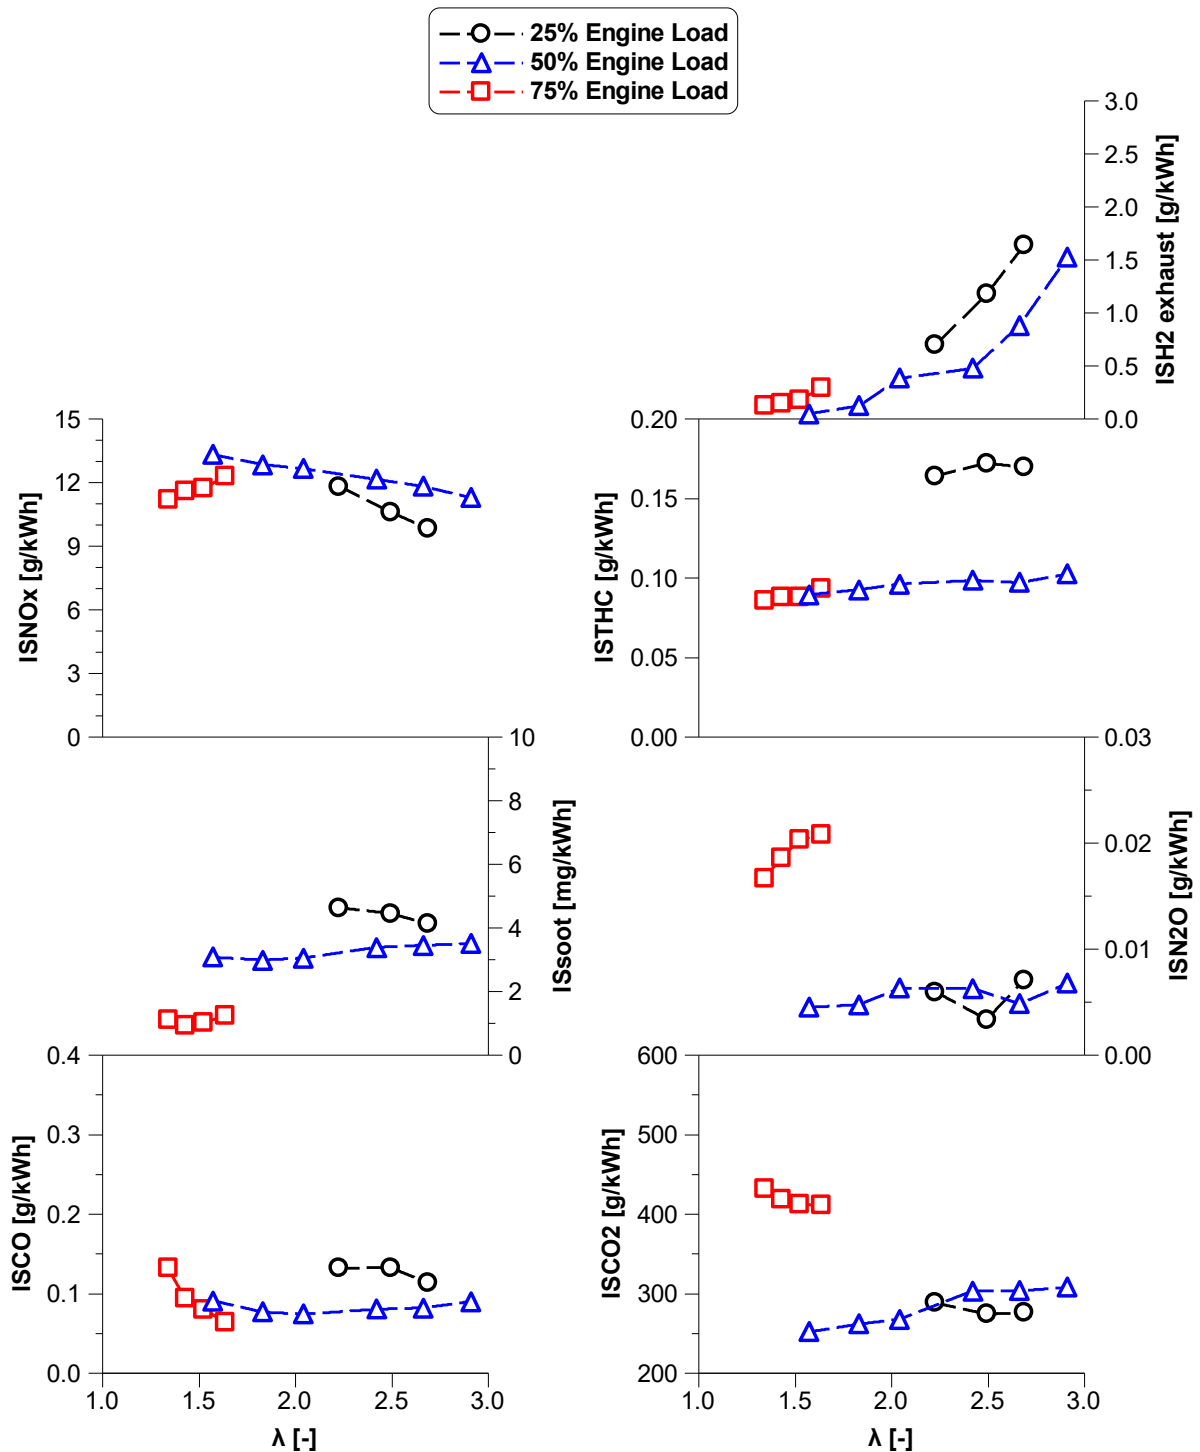 25% Engine Load
50% Engine Load
75% Engine Load
3.0
2.5
2.0
1.5
1.0
0.5
0.0
ISH2 exhaust [g/kWh]
15
12
9
6
3
0
ISNOx [g/kWh]
0.20
0.15
0.10
0.05
0.00
ISTHC [g/kWh]
10
8
6
4
2
0
ISsoot [mg/kWh]
0.03
0.02
0.01
0.00
ISN2O [g/kWh]
0.4
0.3
0.2
0.1
0.0
ISCO [g/kWh]
1.0 1.5 2.0 2.5 3.0
λ [-]
600
500
400
300
200
ISCO2 [g/kWh]
1.0 1.5 2.0 2.5 3.0
λ [-]